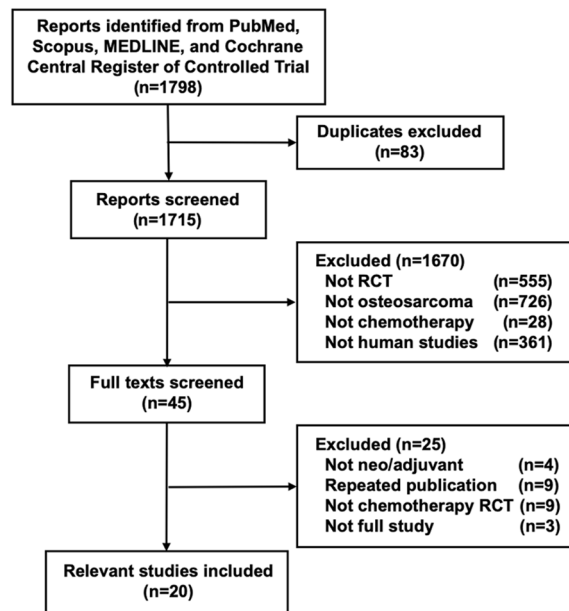 Reports identified from PubMed,
Scopus, MEDLINE, and Cochrane
Central Register of Controlled Trial
(n=1798)
Duplicates excluded
(n=83)
Reports screened
(n=1715)
Excluded (n=1670)
Not RCT (n=555)
Not osteosarcoma (n=726)
Not chemotherapy (n=28)
Not human studies (n=361)
Full texts screened
(n=45)
Excluded (n=25)
Not neo/adjuvant (n=4)
Repeated publication (n=9)
Not chemotherapy RCT (n=9)
Not full study (n=3)
Relevant studies included
(n=20)